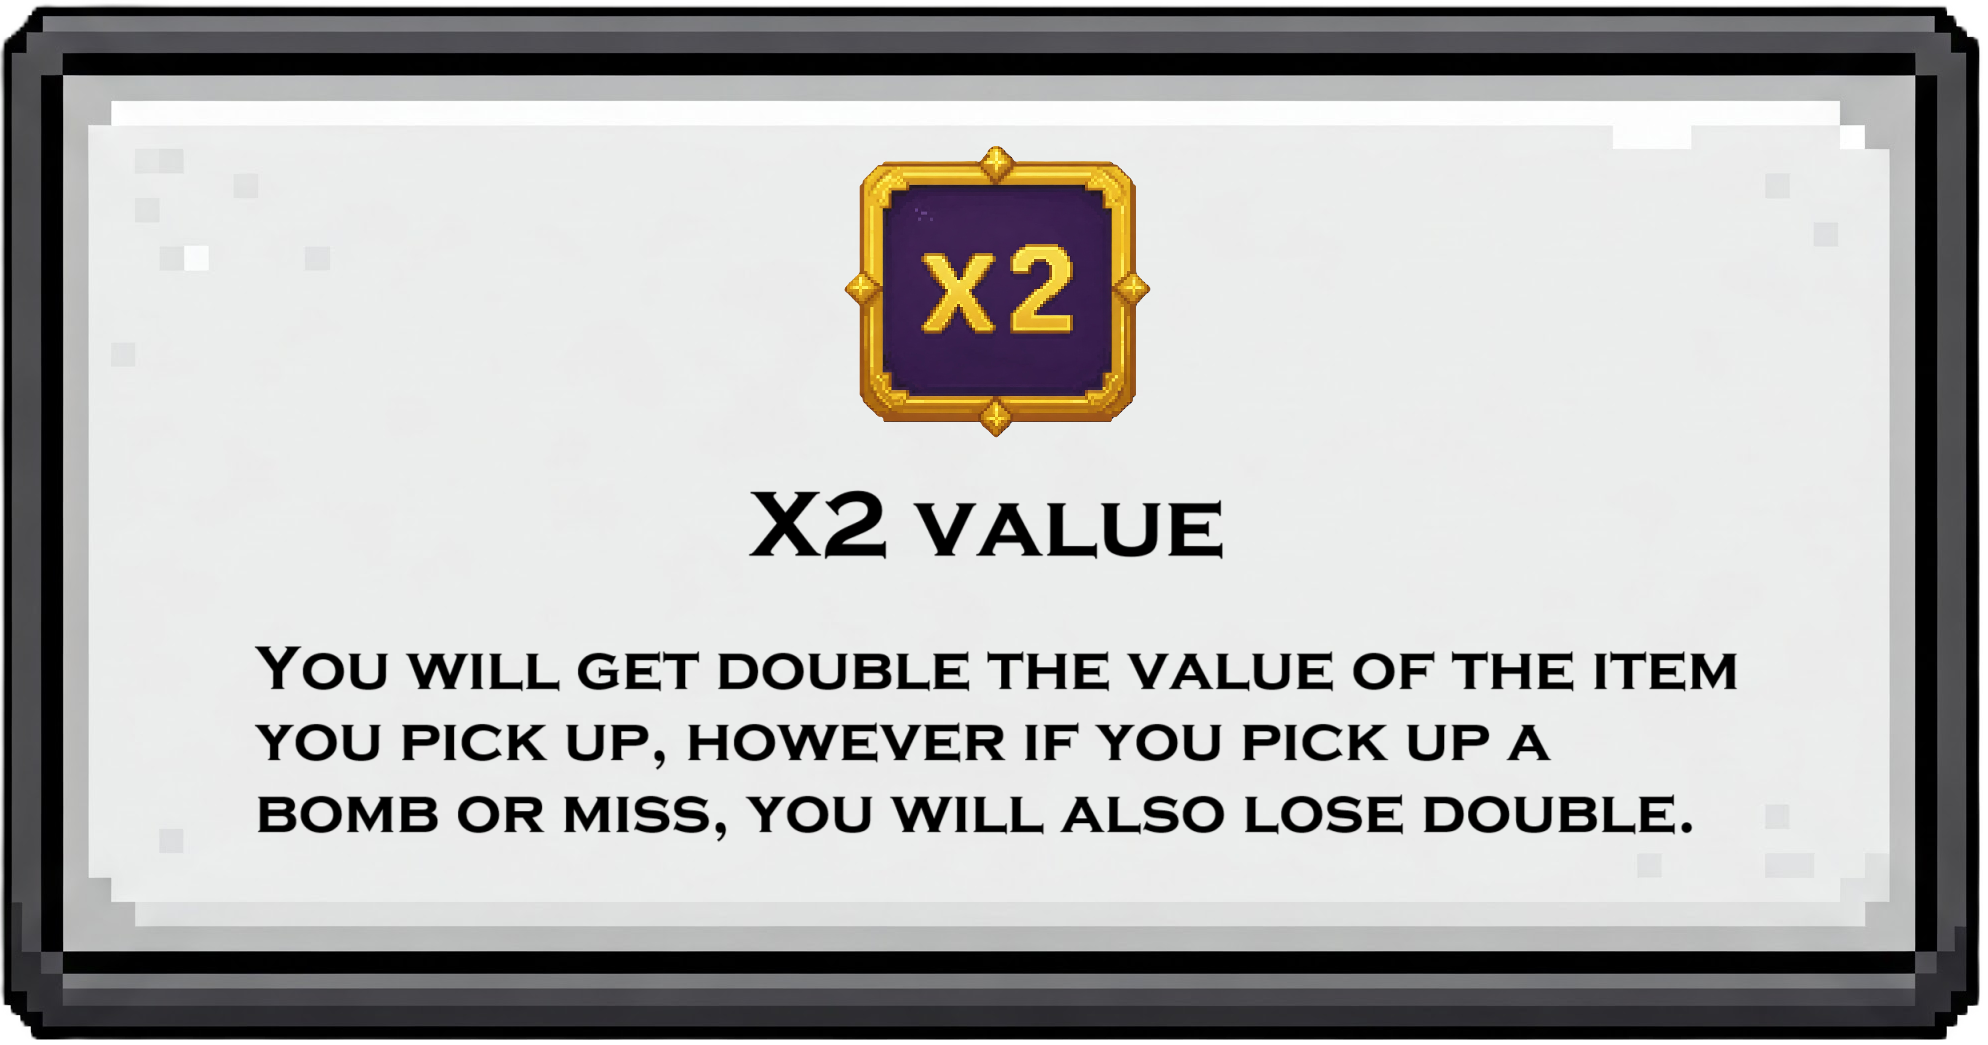 x2
X2 VALUE
YOU WILL GET DOUBLE THE VALUE OF THE ITEM
YOU PICK UP, HOWEVER IF YOU PICK UP A
BOMB OR MISS, YOU WILL ALSO LOSE DOUBLE.